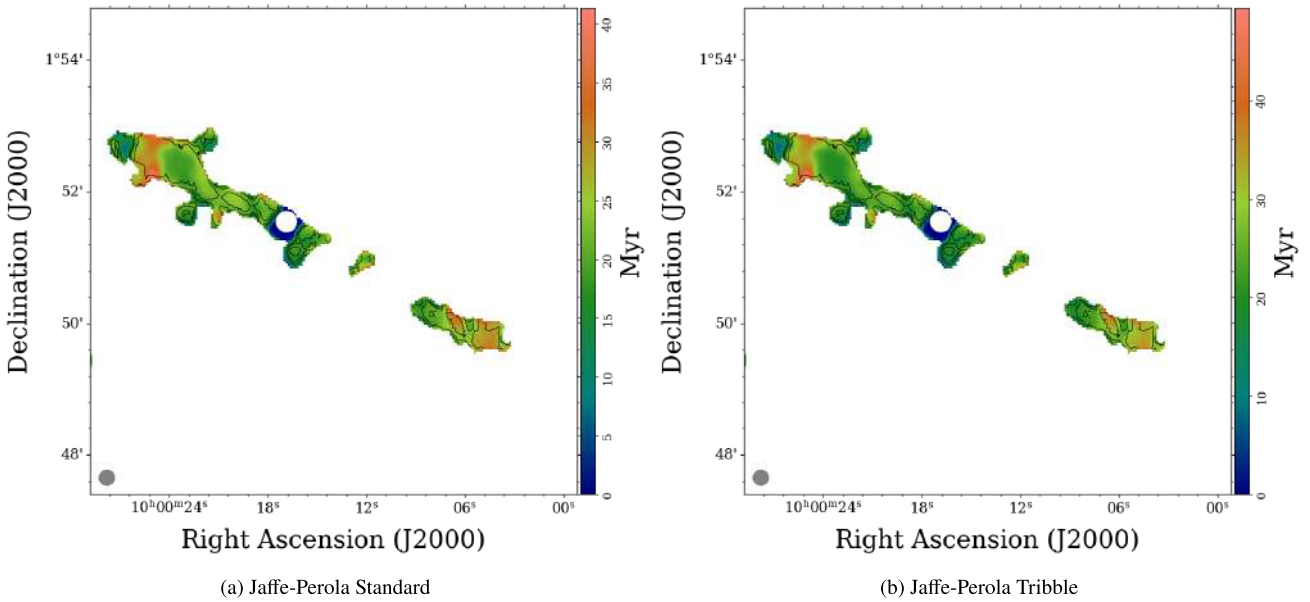 1°54'
52'
50'
48'
Declination (J2000)
10ʰ00ᵐ24ˢ 18ˢ 12ˢ 06ˢ 00ˢ
Right Ascension (J2000)
40
35
30
25
20
15
10
5
0
Myr
(a) Jaffe-Perola Standard
1°54'
52'
50'
48'
Declination (J2000)
10ʰ00ᵐ24ˢ 18ˢ 12ˢ 06ˢ 00ˢ
Right Ascension (J2000)
40
30
20
10
0
Myr
(b) Jaffe-Perola Tribble